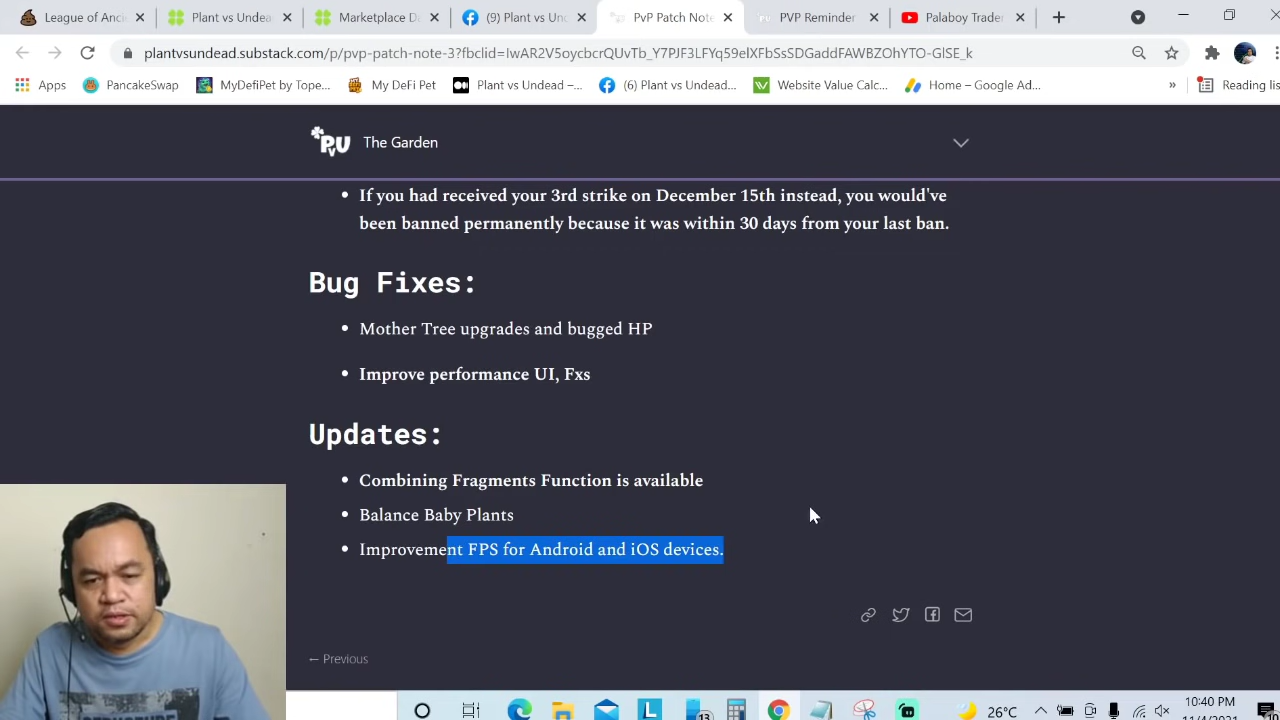 League of Anci
Plant vs Undead
Marketplace D
(9) Plant vs Und
PvP Patch Note
PVP Reminder
Palaboy Trader
plantvsundead.substack.com/p/pvp-patch-note-3?fbclid=IwAR2V5oycbcrQUvTb_Y7PJF3LFYq59elXFbSsSDGaddFAWBZOhYTO-GlSE_k
Apps
PancakeSwap
MyDefiPet by Tope...
My DeFi Pet
Plant vs Undead –...
(6) Plant vs Undead...
Website Value Calc...
Home – Google Ad...
»
Reading list
PvU
The Garden
• If you had received your 3rd strike on December 15th instead, you would've
been banned permanently because it was within 30 days from your last ban.
Bug Fixes:
• Mother Tree upgrades and bugged HP
• Improve performance UI, Fxs
Updates:
• Combining Fragments Function is available
• Balance Baby Plants
• Improvement FPS for Android and iOS devices.
← Previous
26°C
10:40 PM